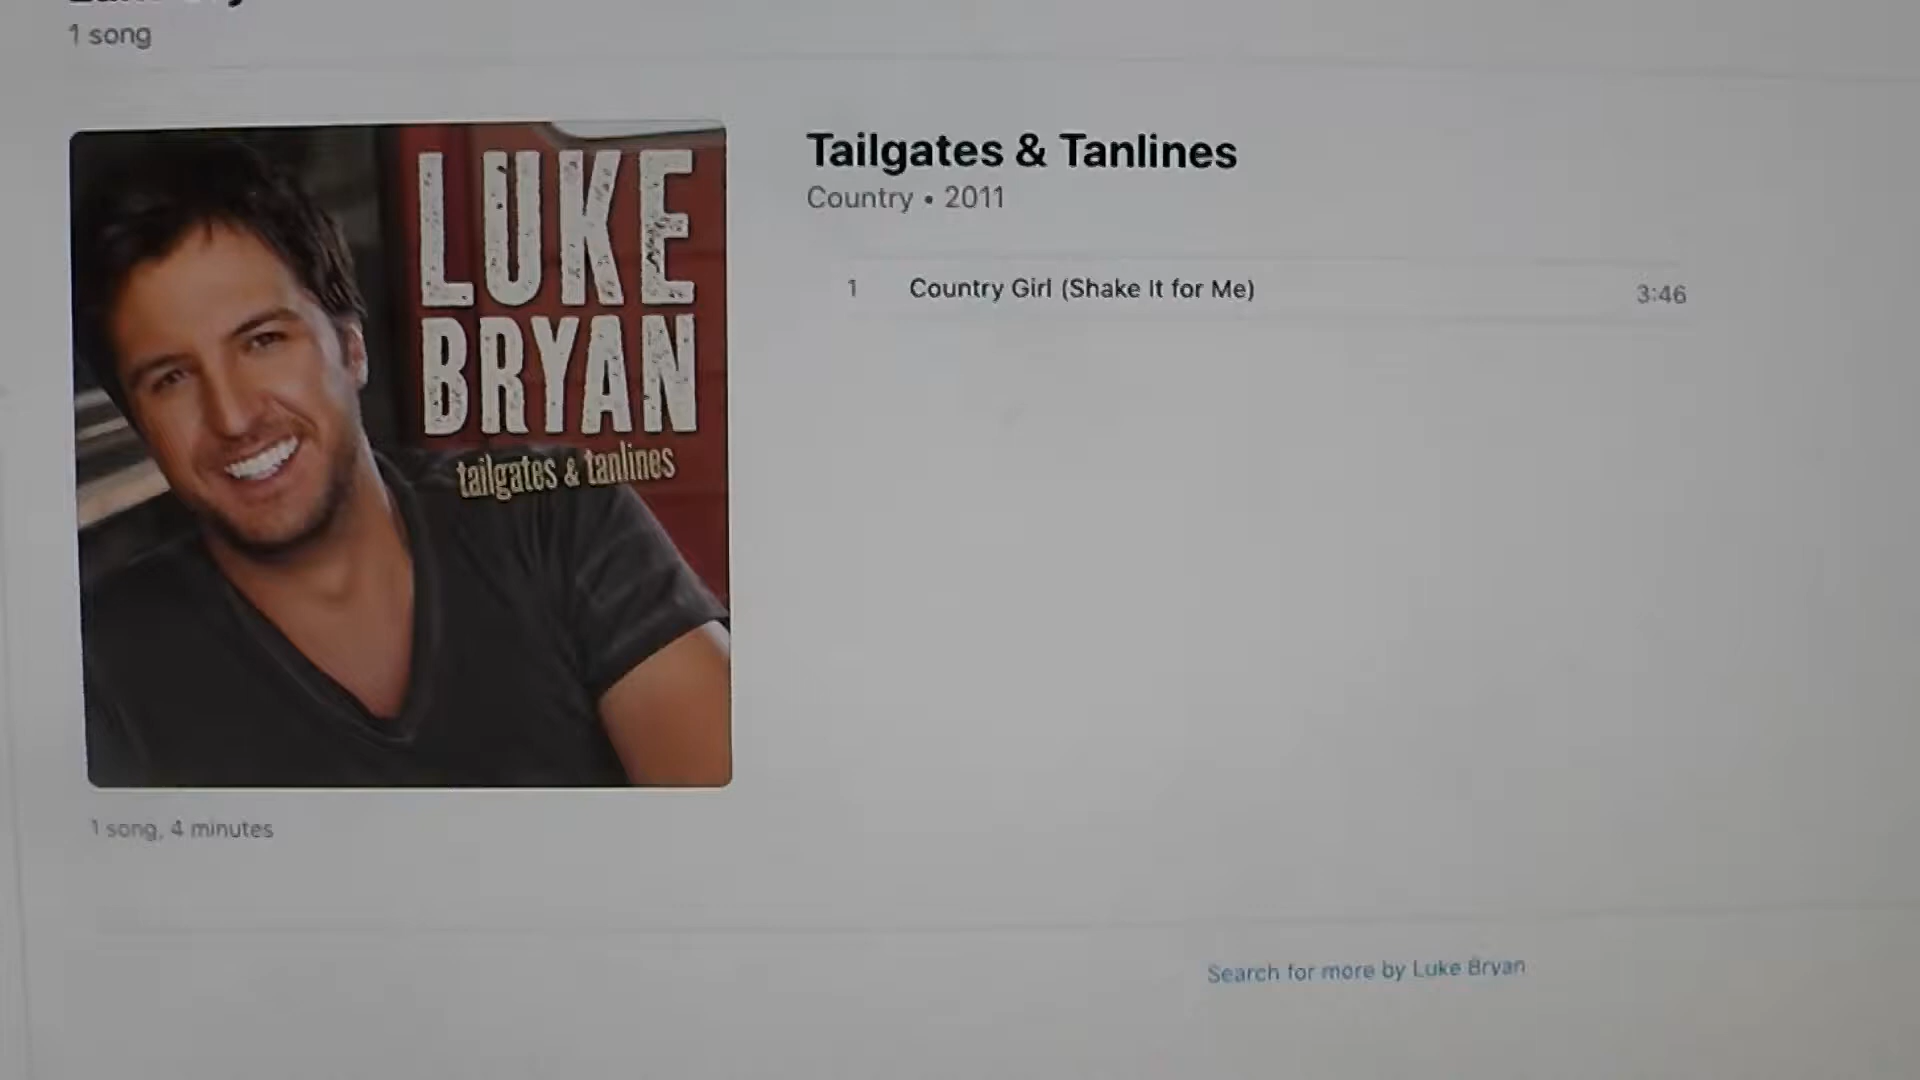 1 song
LUKE
BRYAN
tailgates & tanlines
Tailgates & Tanlines
Country • 2011
1 Country Girl (Shake It for Me) 3:46
1 song, 4 minutes
Search for more by Luke Bryan